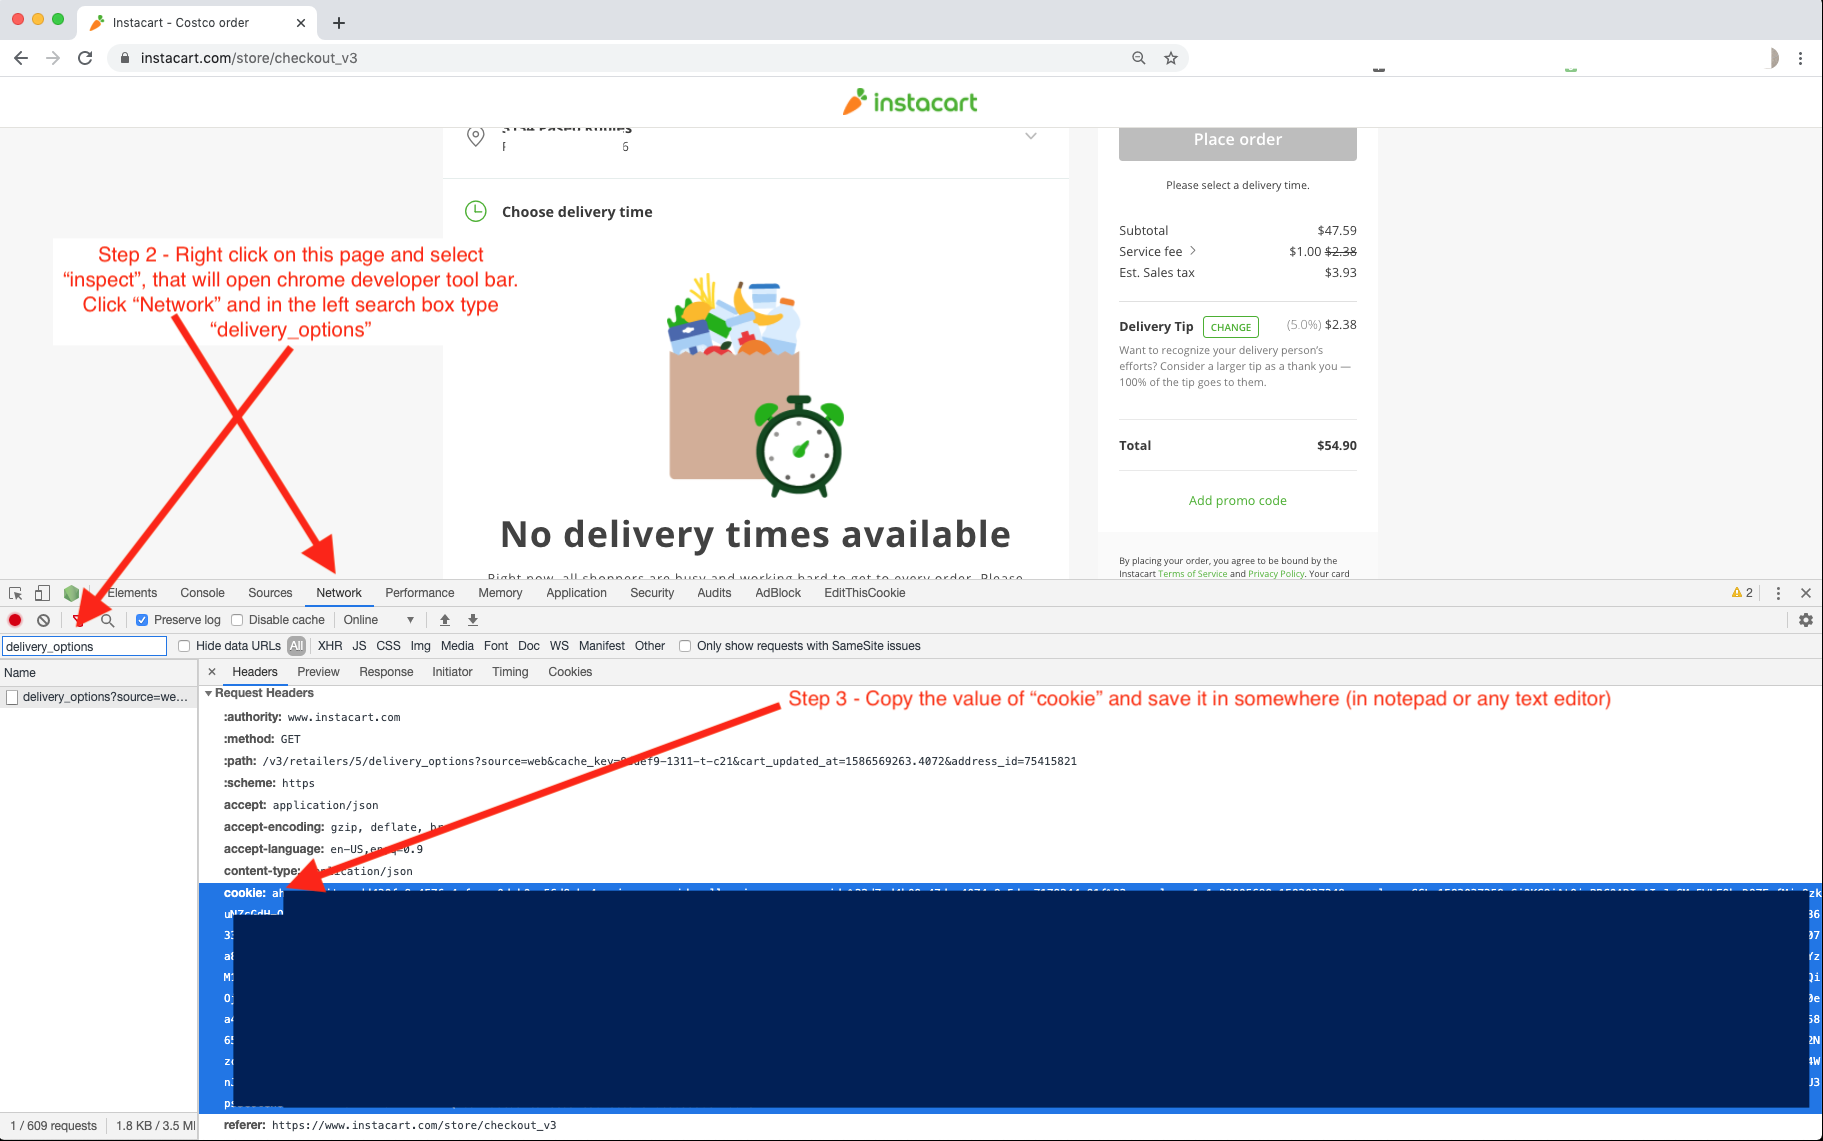 Instacart - Costco order
instacart.com/store/checkout_v3
instacart
6
Choose delivery time
No delivery times available
Place order
Please select a delivery time.
Subtotal $47.59
Service fee $1.00 $2.38
Est. Sales tax $3.93
Delivery Tip CHANGE (5.0%) $2.38
Want to recognize your delivery person's
efforts? Consider a larger tip as a thank you —
100% of the tip goes to them.
Total $54.90
Add promo code
By placing your order, you agree to be bound by the
Instacart Terms of Service and Privacy Policy. Your card
Step 2 - Right click on this page and select
“inspect”, that will open chrome developer tool bar.
Click “Network” and in the left search box type
“delivery_options”
Right now, all shoppers are busy and working hard to get to every order. Please
Elements Console Sources Network Performance Memory Application Security Audits AdBlock EditThisCookie 2
Preserve log Disable cache Online
delivery_options Hide data URLs All XHR JS CSS Img Media Font Doc WS Manifest Other Only show requests with SameSite issues
Name Headers Preview Response Initiator Timing Cookies
delivery_options?source=we...
Request Headers
Step 3 - Copy the value of “cookie” and save it in somewhere (in notepad or any text editor)
:authority: www.instacart.com
:method: GET
:path: /v3/retailers/5/delivery_options?source=web&cache_key= ef9-1311-t-c21&cart_updated_at=1586569263.4072&address_id=75415821
:scheme: https
accept: application/json
accept-encoding: gzip, deflate,
accept-language: en-US,
content-type: application/json
cookie:
referer: https://www.instacart.com/store/checkout_v3
1 / 609 requests 1.8 KB / 3.5 M